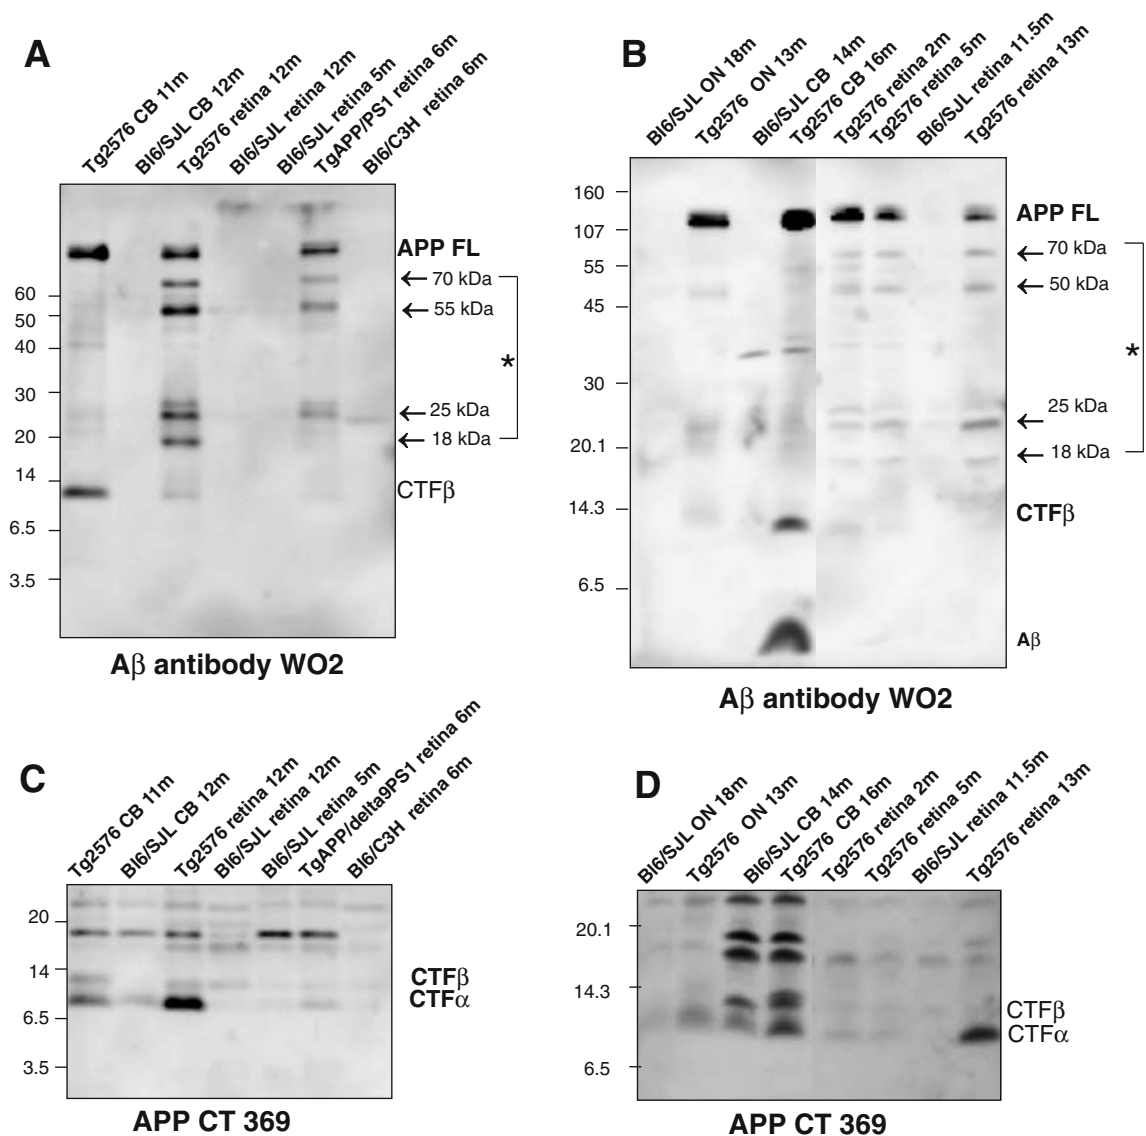 A
Tg2576 CB 11m
Bl6/SJL CB 12m
Tg2576 retina 12m
Bl6/SJL retina 12m
Bl6/SJL retina 5m
TgAPP/PS1 retina 6m
Bl6/C3H retina 6m
60
50
40
30
20
14
6.5
3.5
APP FL
70 kDa
55 kDa
*
25 kDa
18 kDa
CTFβ
Aβ antibody WO2
B
Bl6/SJL ON 18m
Tg2576 ON 13m
Bl6/SJL CB 14m
Tg2576 CB 16m
Tg2576 retina 2m
Tg2576 retina 5m
Bl6/SJL retina 11.5m
Tg2576 retina 13m
160
107
55
45
30
20.1
14.3
6.5
APP FL
70 kDa
50 kDa
*
25 kDa
18 kDa
CTFβ
Aβ
Aβ antibody WO2
C
Tg2576 CB 11m
Bl6/SJL CB 12m
Tg2576 retina 12m
Bl6/SJL retina 12m
Bl6/SJL retina 5m
TgAPP/delta9PS1 retina 6m
Bl6/C3H retina 6m
20
14
6.5
3.5
CTFβ
CTFα
APP CT 369
D
Bl6/SJL ON 18m
Tg2576 ON 13m
Bl6/SJL CB 14m
Tg2576 CB 16m
Tg2576 retina 2m
Tg2576 retina 5m
Bl6/SJL retina 11.5m
Tg2576 retina 13m
20.1
14.3
6.5
CTFβ
CTFα
APP CT 369